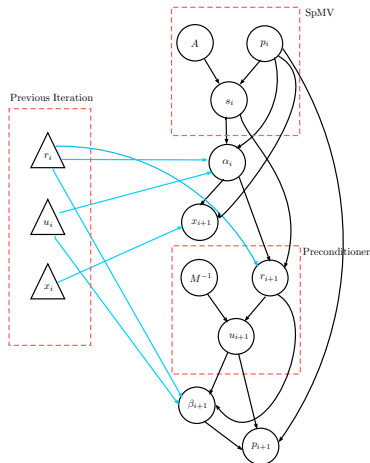 SpMV
A
p_i
s_i
Previous Iteration
r_i
α_i
u_i
x_{i+1}
Preconditioner
x_i
M^{-1}
r_{i+1}
u_{i+1}
β_{i+1}
p_{i+1}